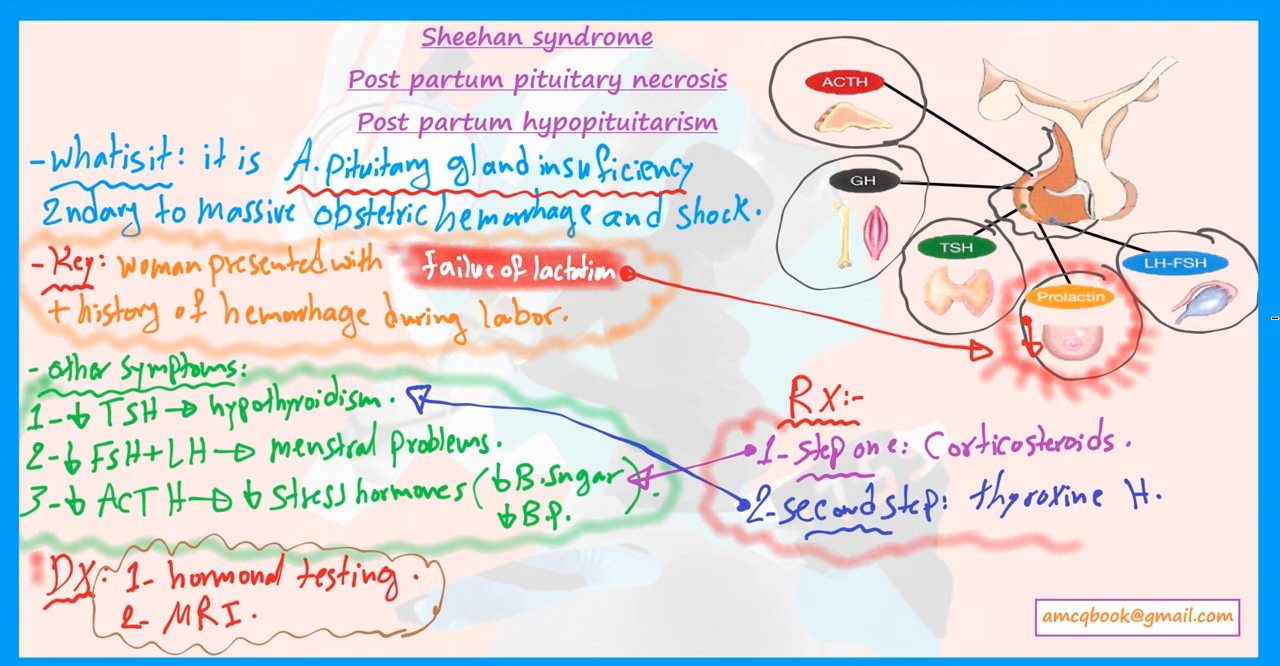 Sheehan syndrome
Post partum pituitary necrosis
Post partum hypopituitarism
- what is it: it is A. pituitary gland insuficiency
2ndary to massive obstetric hemorrhage and shock.
- Key: woman presented with failue of lactation
+ history of hemorrhage during labor.
- other symptoms:
1- ↓ TSH → hypothyroidism.
2- ↓ FSH + LH → menstral problems.
3- ↓ ACTH → ↓ stress hormones (↓ B. sugar
↓ B.P.).
DX: 1- hormonal testing.
2- MRI.
ACTH
GH
TSH
LH-FSH
Prolactin
RX:-
1- step one: Corticosteroids.
2- second step: thyroxine H.
amcqbook@gmail.com